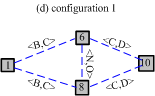 (d) configuration 1
<B,C>
6
<C,D>
1
<N,O>
10
<B,C>
8
<C,D>